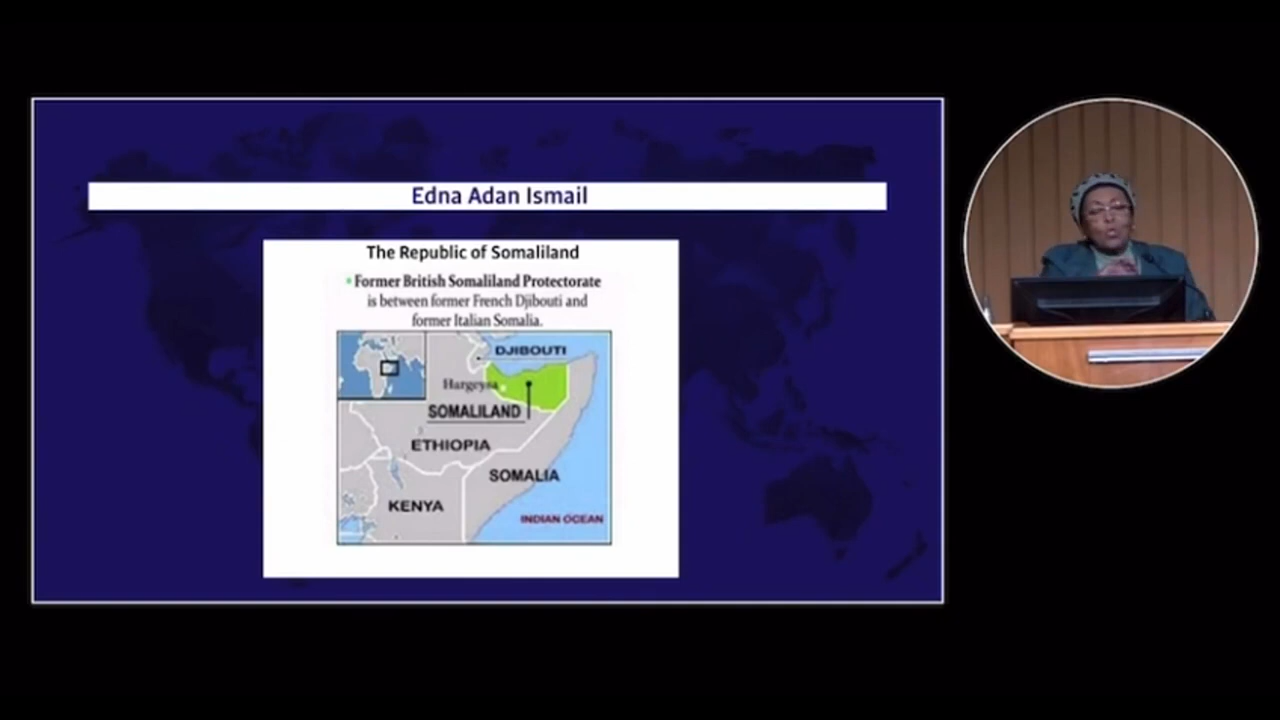 Edna Adan Ismail
The Republic of Somaliland
Former British Somaliland Protectorate
is between former French Djibouti and
former Italian Somalia.
DJIBOUTI
Hargeysa
SOMALILAND
ETHIOPIA
SOMALIA
KENYA
INDIAN OCEAN